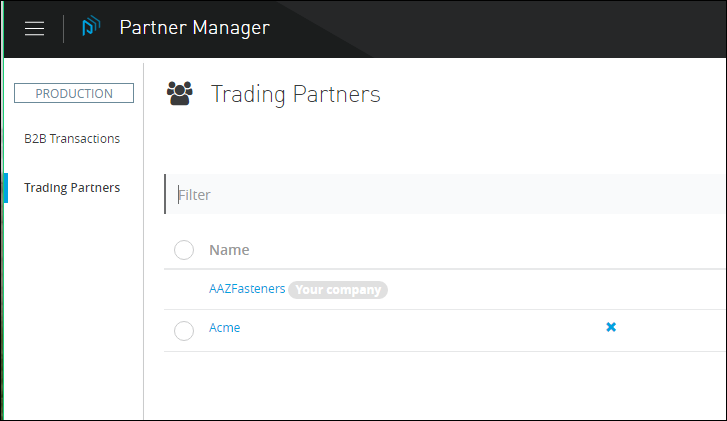 Partner Manager
PRODUCTION
B2B Transactions
Trading Partners
Trading Partners
Filter
Name
AAZFasteners Your company
Acme